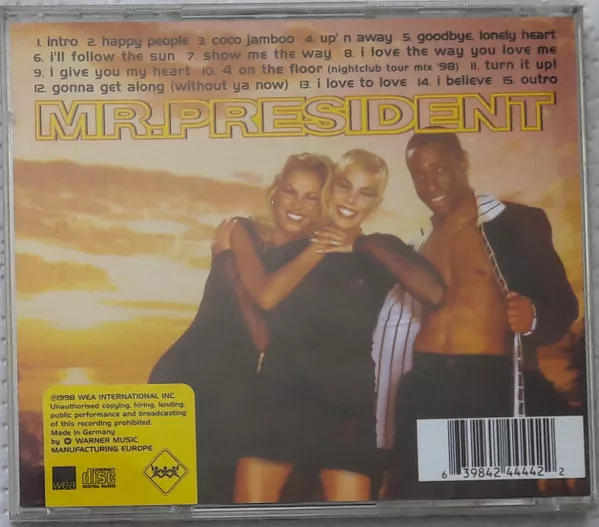 1. intro 2. happy people 3. coco jamboo 4. up' n away 5. goodbye, lonely heart
6. i'll follow the sun 7. show me the way 8. i love the way you love me
9. i give you my heart 10. 4 on the floor (nightclub tour mix '98) 11. turn it up!
12. gonna get along (without ya now) 13. i love to love 14. i believe 15. outro
MR.PRESIDENT
℗1998 WEA INTERNATIONAL INC.
Unauthorised copying, hiring, lending,
public performance and broadcasting
of this recording prohibited.
Made in Germany
by WARNER MUSIC
MANUFACTURING EUROPE
wea
COMPACT
disc
DIGITAL AUDIO
6 39842 44442 2